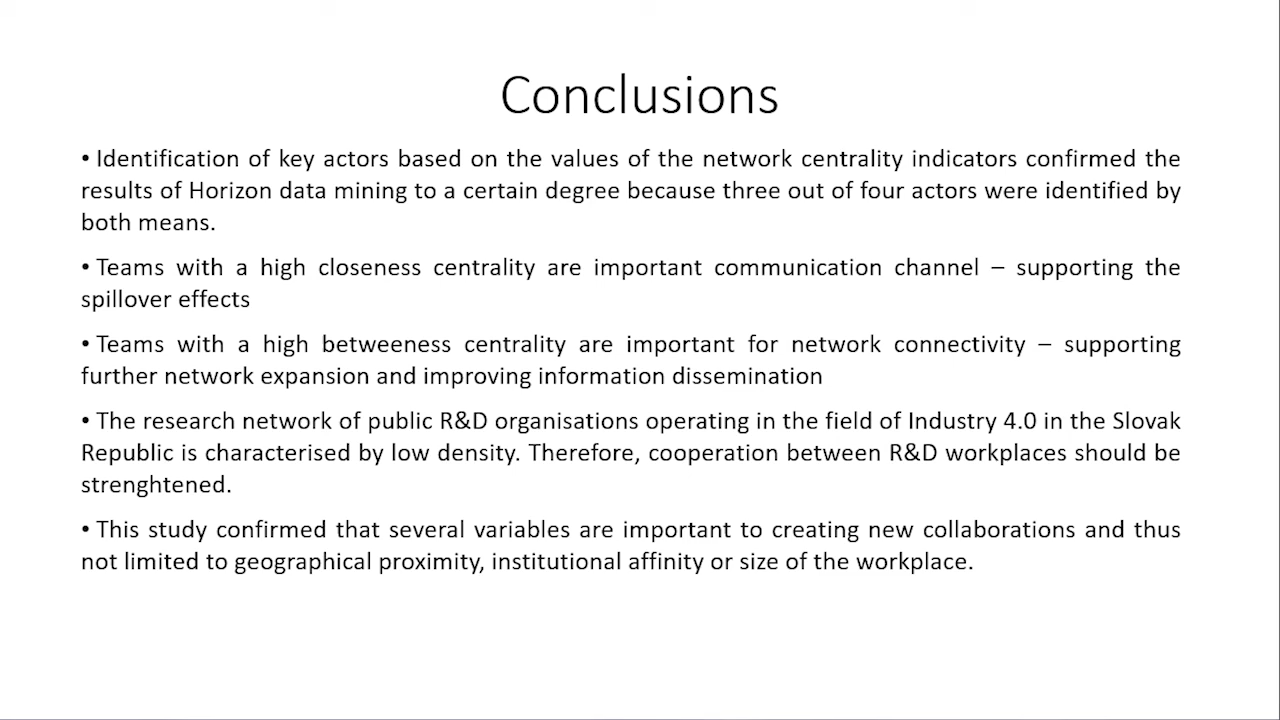 Conclusions
• Identification of key actors based on the values of the network centrality indicators confirmed the
results of Horizon data mining to a certain degree because three out of four actors were identified by
both means.
• Teams with a high closeness centrality are important communication channel – supporting the
spillover effects
• Teams with a high betweeness centrality are important for network connectivity – supporting
further network expansion and improving information dissemination
• The research network of public R&D organisations operating in the field of Industry 4.0 in the Slovak
Republic is characterised by low density. Therefore, cooperation between R&D workplaces should be
strenghtened.
• This study confirmed that several variables are important to creating new collaborations and thus
not limited to geographical proximity, institutional affinity or size of the workplace.